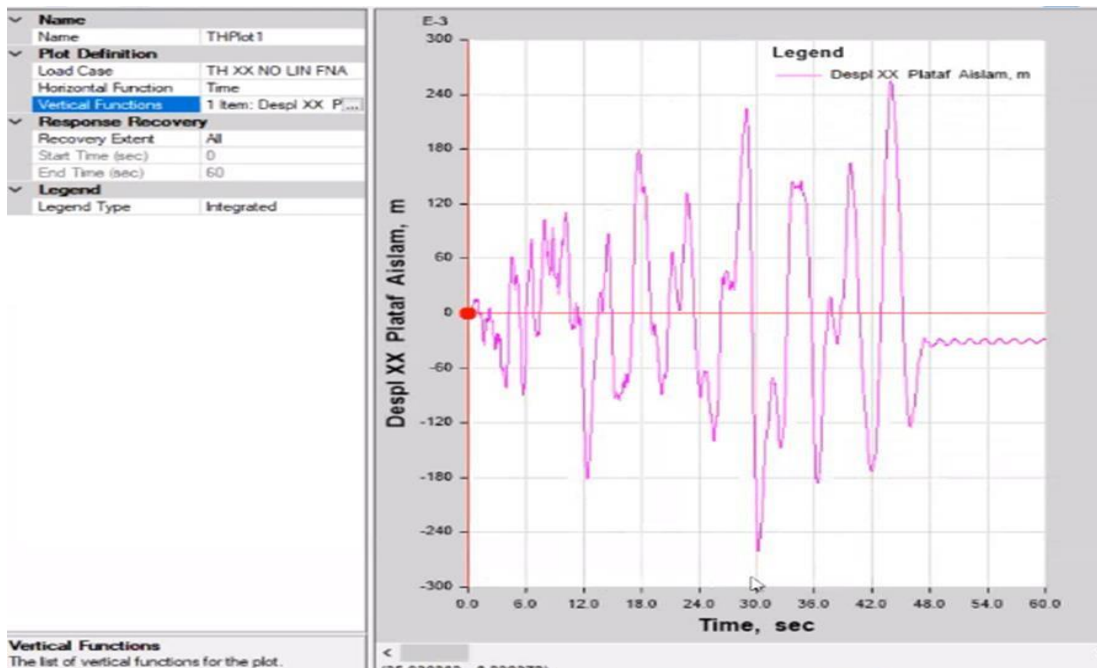 Name
Name THPlot1
Plot Definition
Load Case TH XX NO LIN FNA
Horizontal Function Time
Vertical Functions 1 Item: Despl XX P...
Response Recovery
Recovery Extent All
Start Time (sec) 0
End Time (sec) 60
Legend
Legend Type Integrated
Vertical Functions
The list of vertical functions for the plot.
E-3
300
240
180
120
60
0
-60
-120
-180
-240
-300
Despl XX Plataf Aislam, m
Legend
Despl XX Plataf Aislam, m
0.0 6.0 12.0 18.0 24.0 30.0 36.0 42.0 48.0 54.0 60.0
Time, sec
<